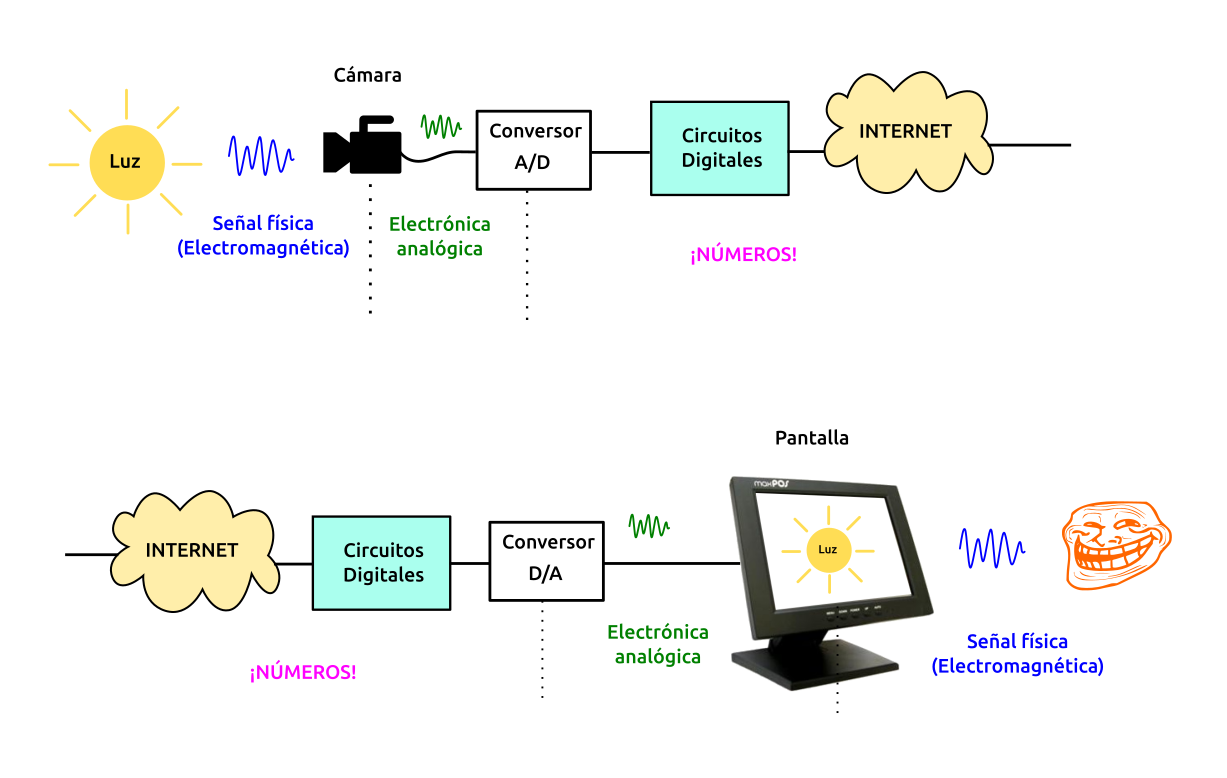 Cámara
Luz
Conversor
A/D
Circuitos
Digitales
INTERNET
Señal física
(Electromagnética)
Electrónica
analógica
¡NÚMEROS!
Pantalla
maxPOS
INTERNET
Circuitos
Digitales
Conversor
D/A
Luz
Electrónica
analógica
Señal física
(Electromagnética)
¡NÚMEROS!